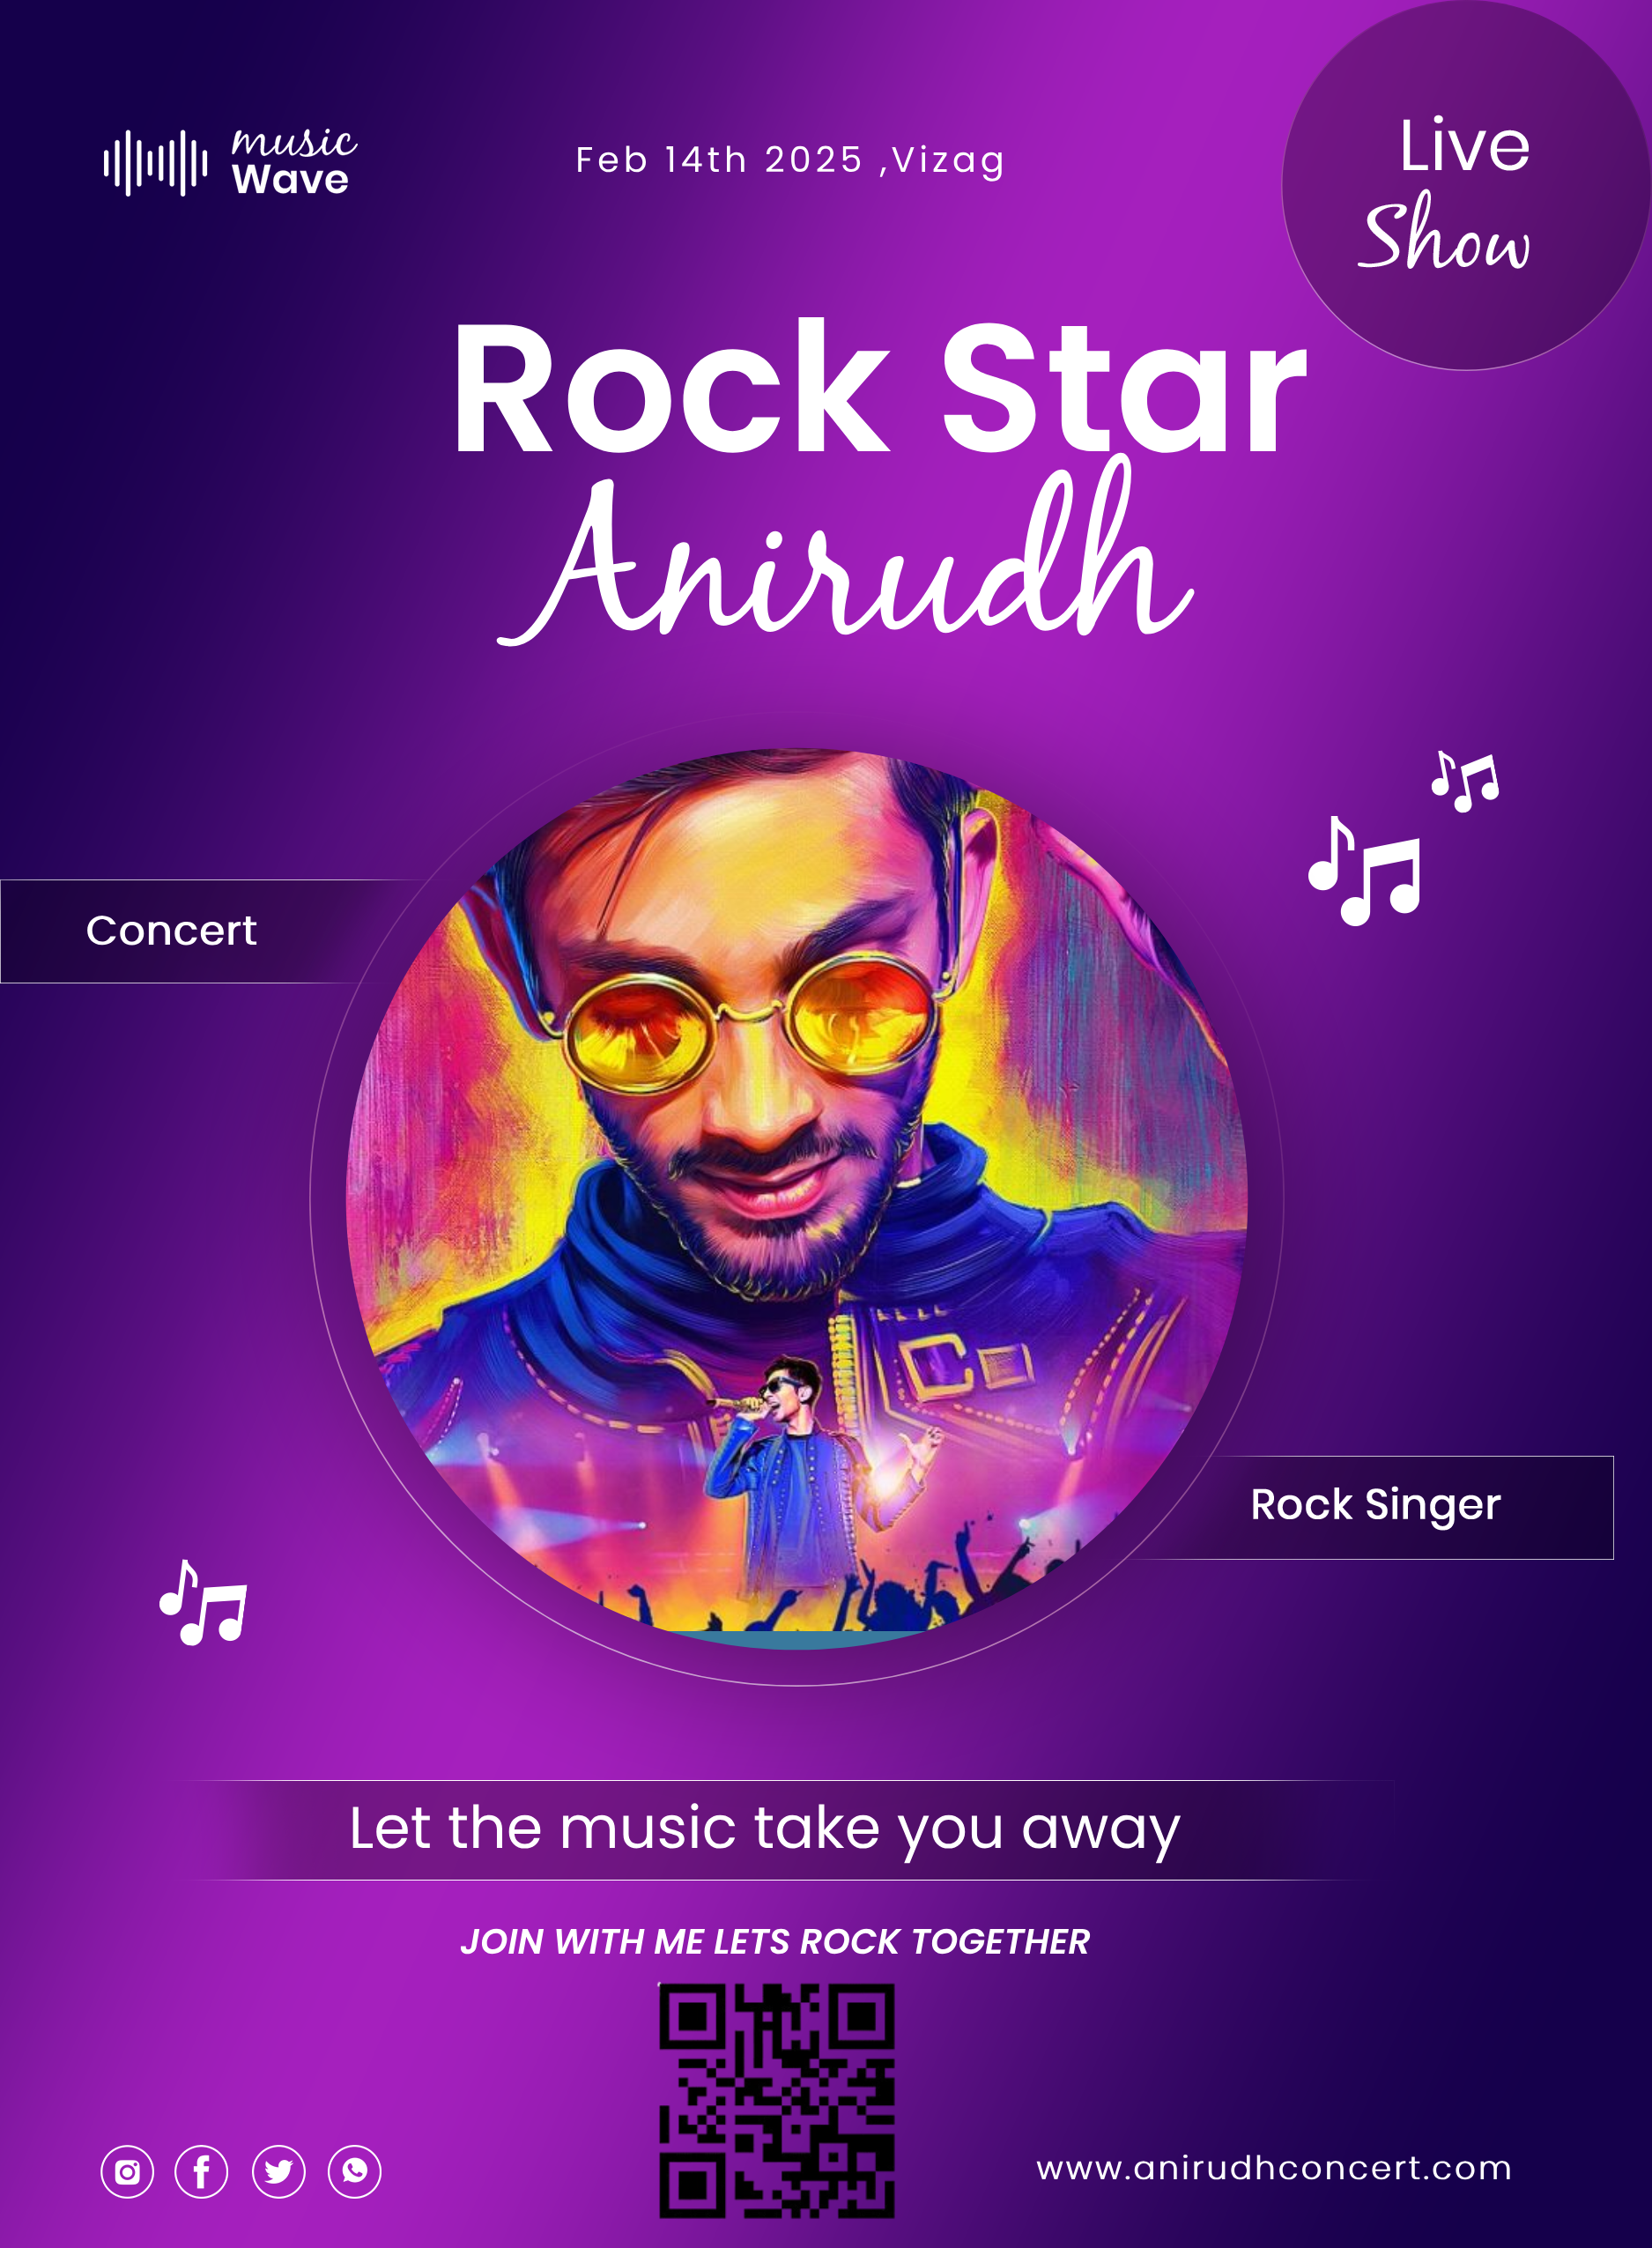 music
Wave
Feb 14th 2025 ,Vizag
Live
Show
Rock Star
Anirudh
Concert
Rock Singer
Let the music take you away
JOIN WITH ME LETS ROCK TOGETHER
www.anirudhconcert.com